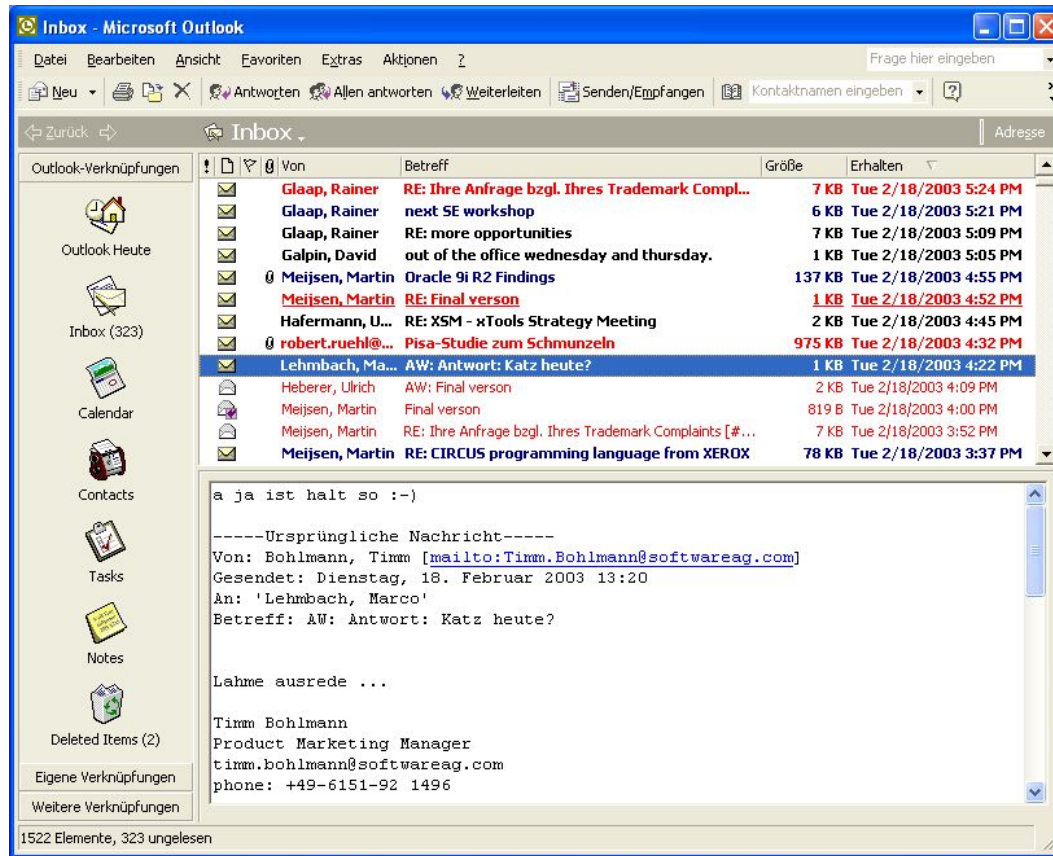 Inbox - Microsoft Outlook
Datei Bearbeiten Ansicht Favoriten Extras Aktionen ? Frage hier eingeben
Neu Antworten Allen antworten Weiterleiten Senden/Empfangen Kontaktnamen eingeben
Zurück Inbox Adresse
Outlook-Verknüpfungen
Outlook Heute
Inbox (323)
Calendar
Contacts
Tasks
Notes
Deleted Items (2)
Eigene Verknüpfungen
Weitere Verknüpfungen
! Von Betreff Größe Erhalten
Glaap, Rainer RE: Ihre Anfrage bzgl. Ihres Trademark Compl... 7 KB Tue 2/18/2003 5:24 PM
Glaap, Rainer next SE workshop 6 KB Tue 2/18/2003 5:21 PM
Glaap, Rainer RE: more opportunities 7 KB Tue 2/18/2003 5:09 PM
Galpin, David out of the office wednesday and thursday. 1 KB Tue 2/18/2003 5:05 PM
Meijsen, Martin Oracle 9i R2 Findings 137 KB Tue 2/18/2003 4:55 PM
Meijsen, Martin RE: Final verson 1 KB Tue 2/18/2003 4:52 PM
Hafermann, U... RE: XSM - xTools Strategy Meeting 2 KB Tue 2/18/2003 4:45 PM
robert.ruehl@... Pisa-Studie zum Schmunzeln 975 KB Tue 2/18/2003 4:32 PM
Lehmbach, Ma... AW: Antwort: Katz heute? 1 KB Tue 2/18/2003 4:22 PM
Heberer, Ulrich AW: Final verson 2 KB Tue 2/18/2003 4:09 PM
Meijsen, Martin Final verson 819 B Tue 2/18/2003 4:00 PM
Meijsen, Martin RE: Ihre Anfrage bzgl. Ihres Trademark Complaints [#... 7 KB Tue 2/18/2003 3:52 PM
Meijsen, Martin RE: CIRCUS programming language from XEROX 78 KB Tue 2/18/2003 3:37 PM
a ja ist halt so :-)
-----Ursprüngliche Nachricht-----
Von: Bohlmann, Timm [mailto:Timm.Bohlmann@softwareag.com]
Gesendet: Dienstag, 18. Februar 2003 13:20
An: 'Lehmbach, Marco'
Betreff: AW: Antwort: Katz heute?
Lahme ausrede ...
Timm Bohlmann
Product Marketing Manager
timm.bohlmann@softwareag.com
phone: +49-6151-92 1496
1522 Elemente, 323 ungelesen